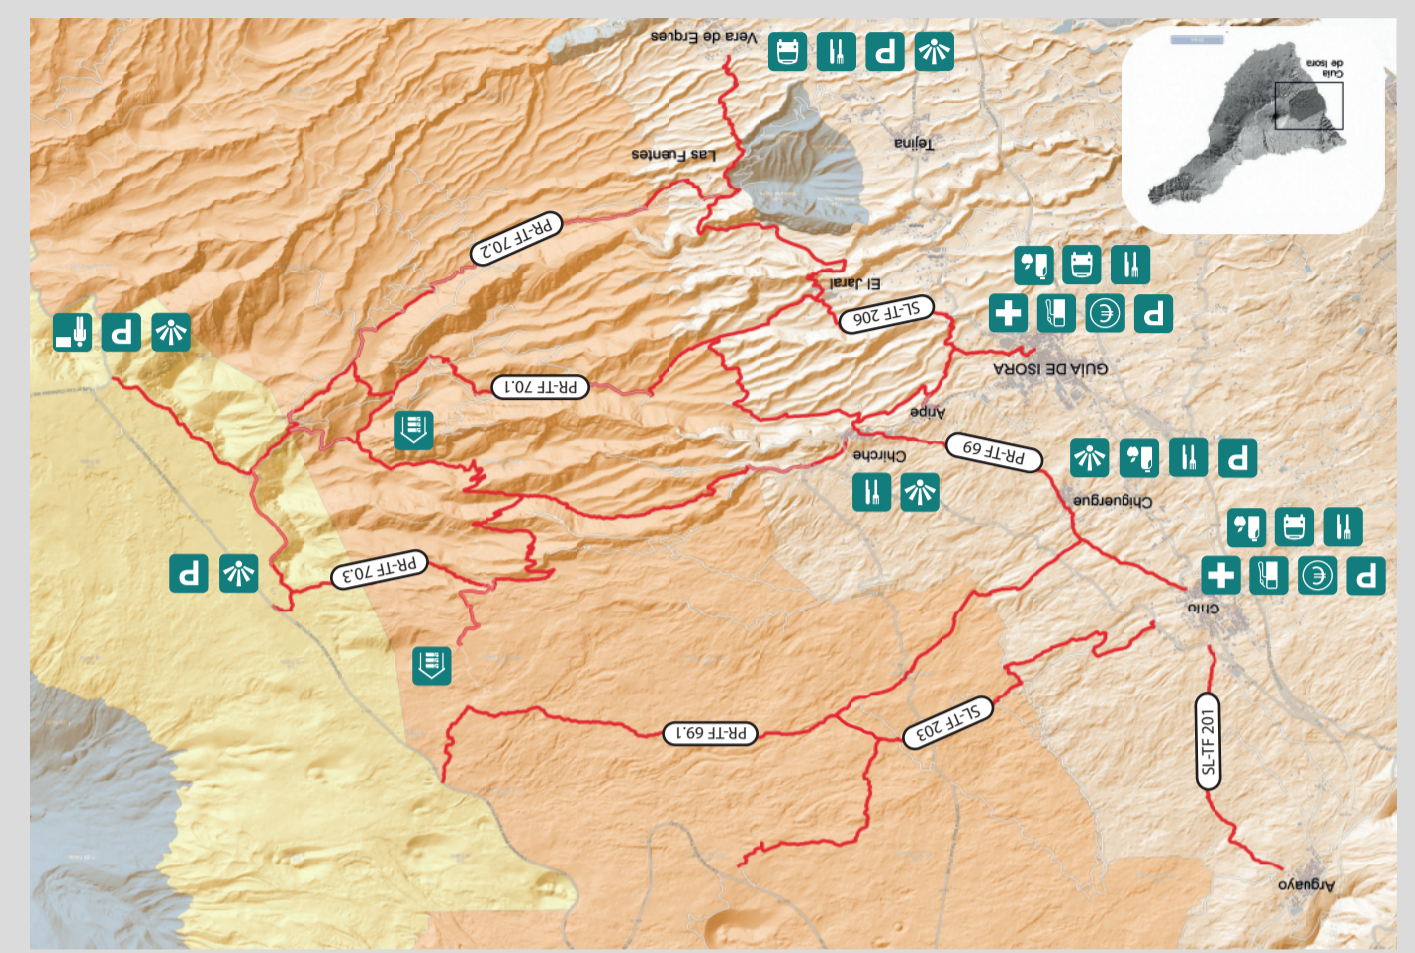 Arguayo
SL-TF 201
SL-TF 203
PR-TF 69.1
Chío
P
€
P
PR-TF 70.3
P
Chiguergue
P
PR-TF 69
Chirche
Aripe
PR-TF 70.1
GUÍA DE ISORA
P
€
SL-TF 206
P
El Jaral
PR-TF 70.2
Las Fuentes
Tejina
Guía
de Isora
P
Vera de Erques